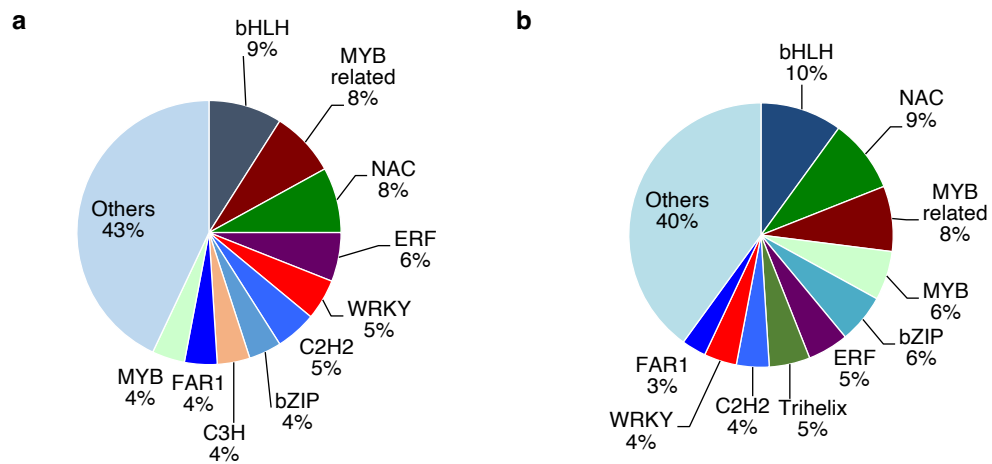 a
bHLH
9%
MYB
related
8%
NAC
8%
ERF
6%
WRKY
5%
C2H2
5%
bZIP
4%
C3H
4%
FAR1
4%
MYB
4%
Others
43%
b
bHLH
10%
NAC
9%
MYB
related
8%
MYB
6%
bZIP
6%
ERF
5%
Trihelix
5%
C2H2
4%
WRKY
4%
FAR1
3%
Others
40%